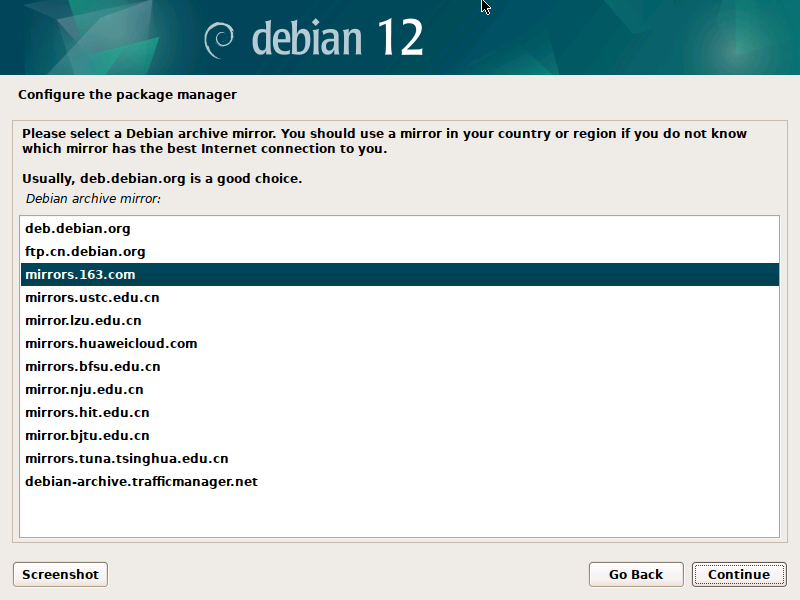 debian 12
Configure the package manager
Please select a Debian archive mirror. You should use a mirror in your country or region if you do not know
which mirror has the best Internet connection to you.
Usually, deb.debian.org is a good choice.
Debian archive mirror:
deb.debian.org
ftp.cn.debian.org
mirrors.163.com
mirrors.ustc.edu.cn
mirror.lzu.edu.cn
mirrors.huaweicloud.com
mirrors.bfsu.edu.cn
mirror.nju.edu.cn
mirrors.hit.edu.cn
mirror.bjtu.edu.cn
mirrors.tuna.tsinghua.edu.cn
debian-archive.trafficmanager.net
Screenshot
Go Back
Continue